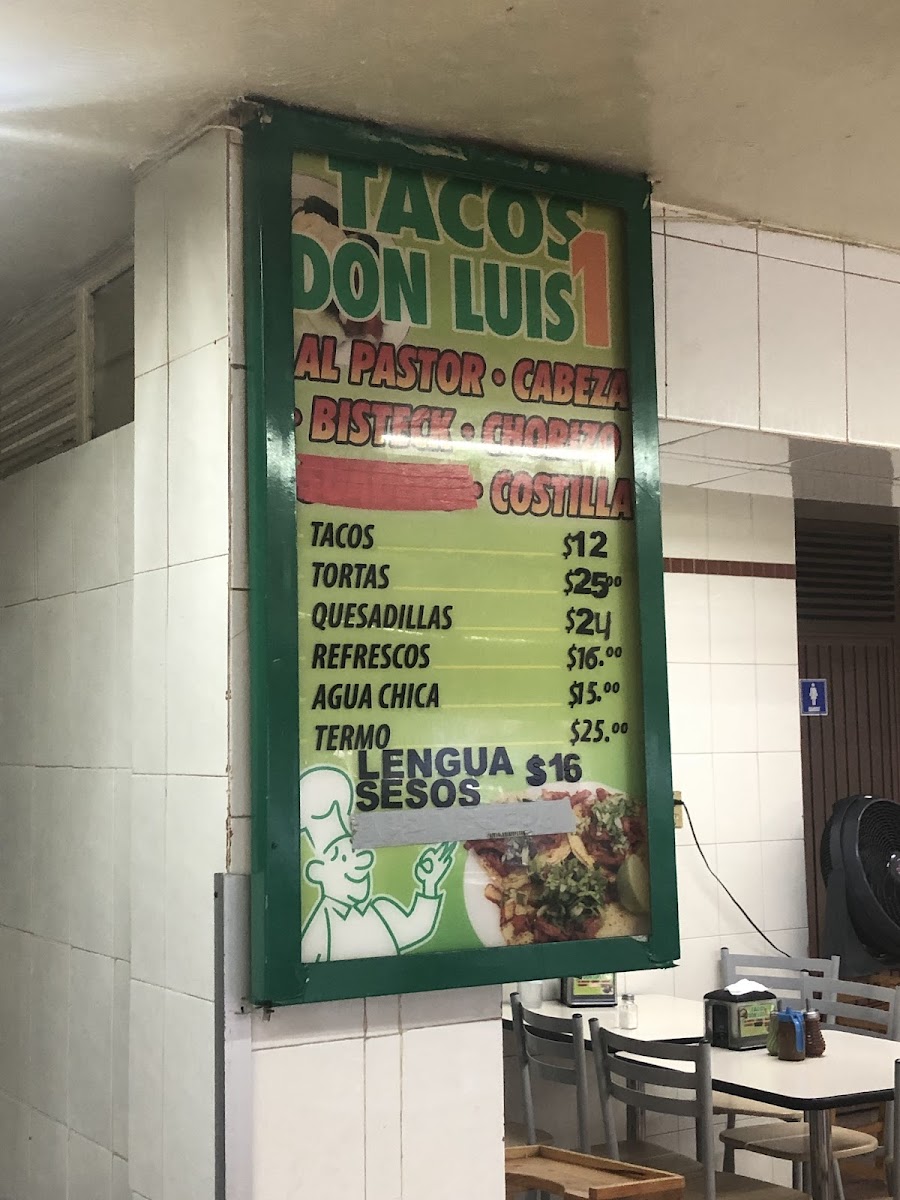 TACOS
DON LUIS 1
AL PASTOR • CABEZA
• BISTECK • CHORIZO
• COSTILLA
TACOS $12
TORTAS $25.00
QUESADILLAS $24
REFRESCOS $16.00
AGUA CHICA $15.00
TERMO $25.00
LENGUA $16
SESOS